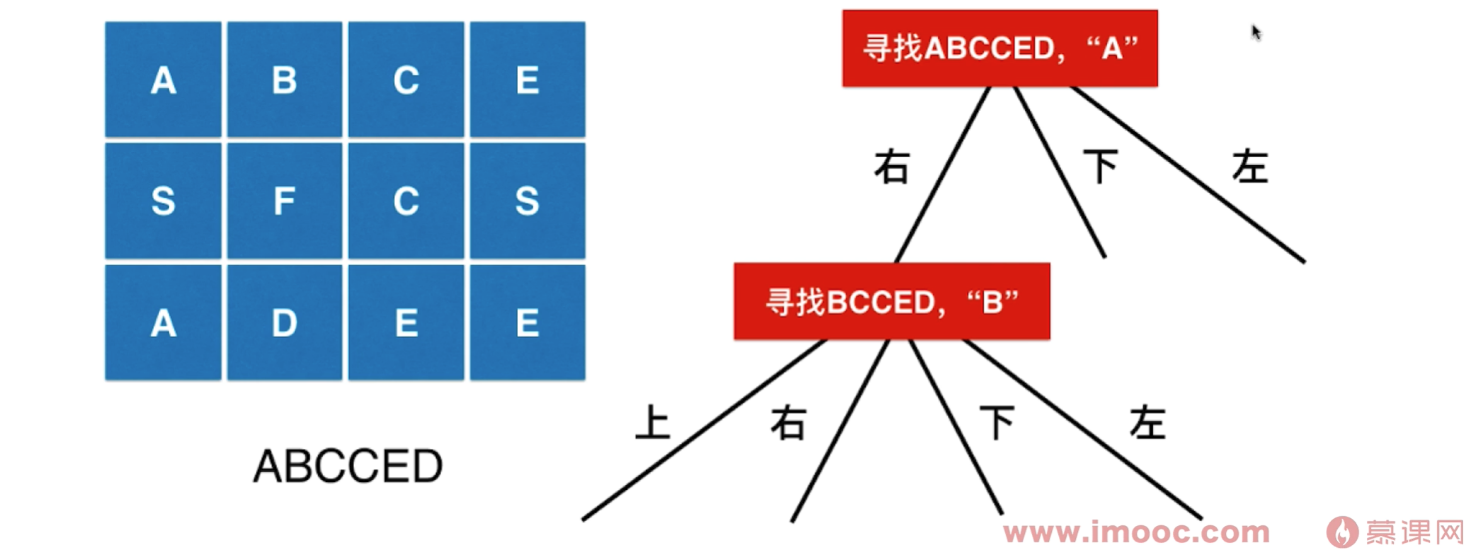 A B C E
S F C S
A D E E
ABCCED
寻找ABCCED，“A”
右 下 左
寻找BCCED，“B”
上 右 下 左
www.imooc.com 慕课网